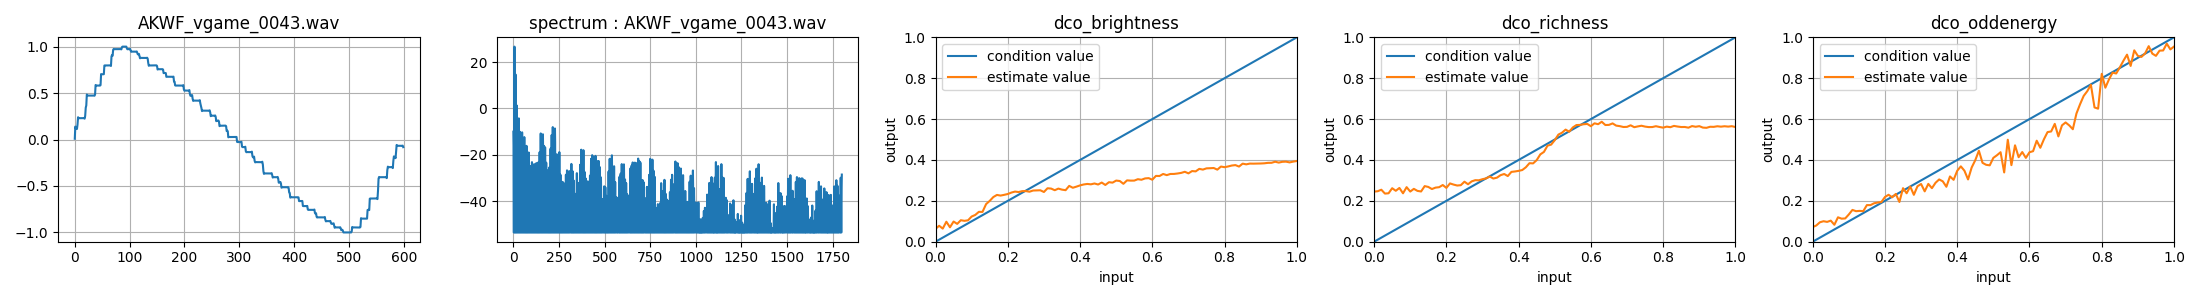 AKWF_vgame_0043.wav
1.0
0.5
0.0
−0.5
−1.0
0 100 200 300 400 500 600
spectrum : AKWF_vgame_0043.wav
20
0
−20
−40
0 250 500 750 1000 1250 1500 1750
dco_brightness
condition value
estimate value
output
1.0
0.8
0.6
0.4
0.2
0.0
0.0 0.2 0.4 0.6 0.8 1.0
input
dco_richness
condition value
estimate value
output
1.0
0.8
0.6
0.4
0.2
0.0
0.0 0.2 0.4 0.6 0.8 1.0
input
dco_oddenergy
condition value
estimate value
output
1.0
0.8
0.6
0.4
0.2
0.0
0.0 0.2 0.4 0.6 0.8 1.0
input